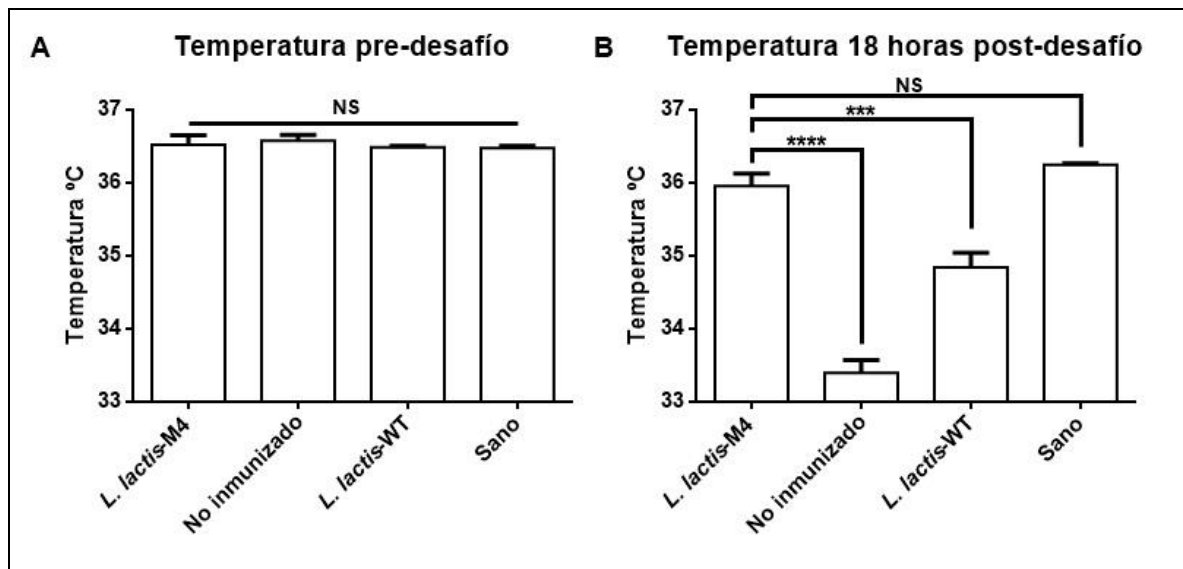 A
Temperatura pre-desafío
Temperatura ºC
37
36
35
34
33
NS
L. lactis-M4
No inmunizado
L. lactis-WT
Sano
B
Temperatura 18 horas post-desafío
Temperatura ºC
37
36
35
34
33
NS
***
****
L. lactis-M4
No inmunizado
L. lactis-WT
Sano